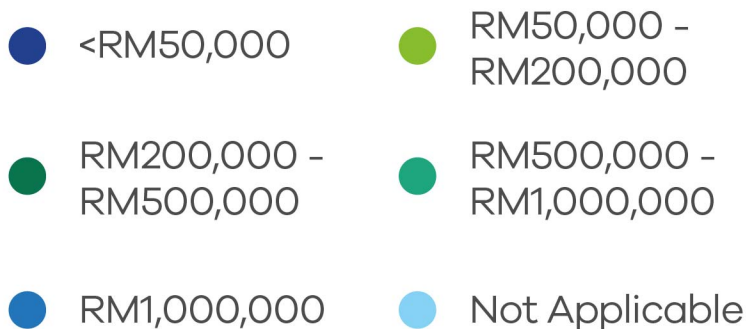 <RM50,000
RM50,000 -
RM200,000
RM200,000 -
RM500,000
RM500,000 -
RM1,000,000
RM1,000,000
Not Applicable